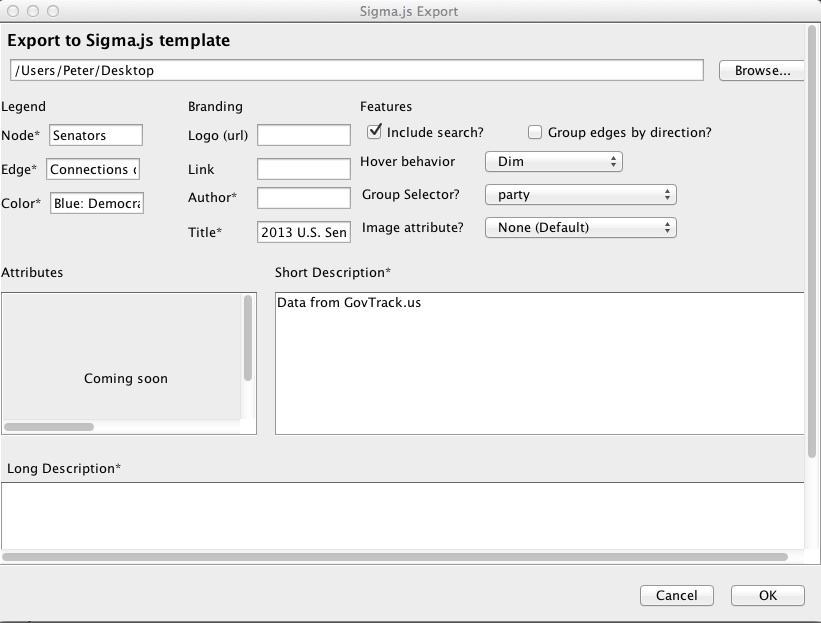 Sigma.js Export
Export to Sigma.js template
/Users/Peter/Desktop
Browse...
Legend
Node*
Senators
Edge*
Connections
Color*
Blue:
Branding
Logo (url)
Link
Author*
Title*
2013 U.S. Sen
Features
Include search?
Group edges by direction?
Hover behavior
Dim
Group Selector?
party
Image attribute?
None (Default)
Attributes
Coming soon
Short Description*
Data from GovTrack.us
Long Description*
Cancel
OK